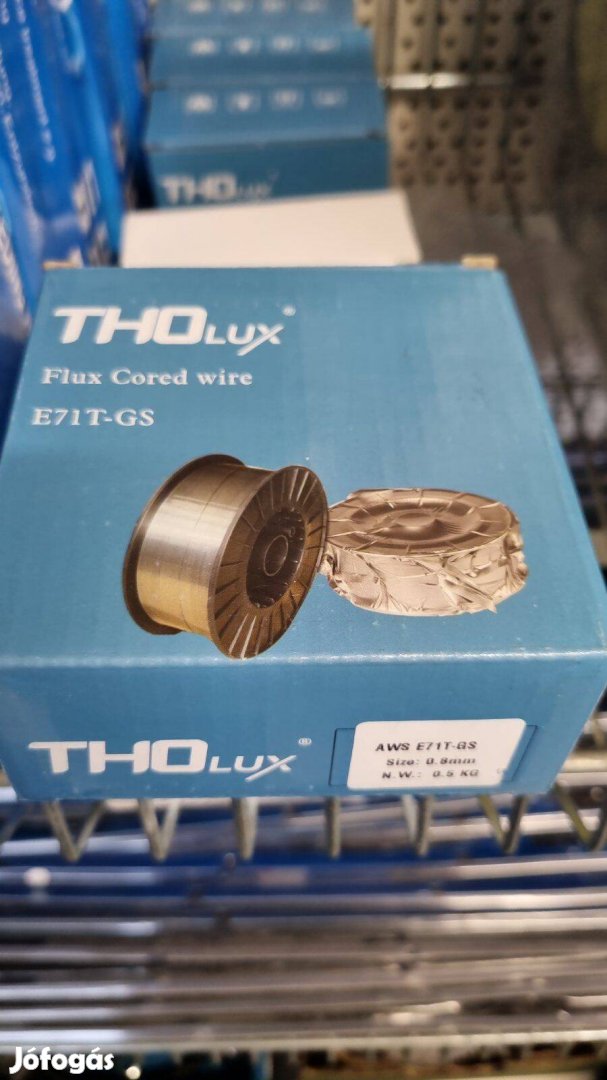 THOLUX
THOLUX®
Flux Cored wire
E71T-GS
THOLUX®
AWS E71T-GS
Size: 0.8mm
N.W.: 0.5 KG
Jófogás